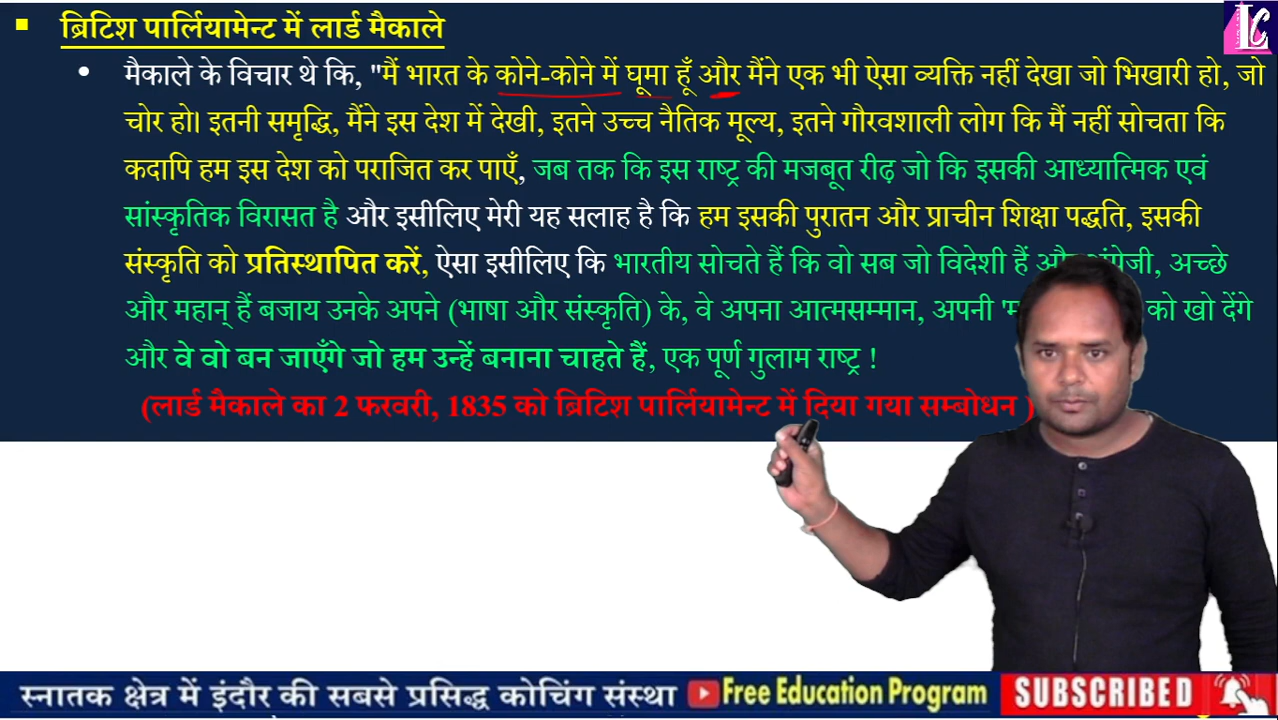 ब्रिटिश पार्लियामेन्ट में लार्ड मैकाले
LC
मैकाले के विचार थे कि, "मैं भारत के कोने-कोने में घूमा हूँ और मैंने एक भी ऐसा व्यक्ति नहीं देखा जो भिखारी हो, जो
चोर हो। इतनी समृद्धि, मैंने इस देश में देखी, इतने उच्च नैतिक मूल्य, इतने गौरवशाली लोग कि मैं नहीं सोचता कि
कदापि हम इस देश को पराजित कर पाएँ, जब तक कि इस राष्ट्र की मजबूत रीढ़ जो कि इसकी आध्यात्मिक एवं
सांस्कृतिक विरासत है और इसीलिए मेरी यह सलाह है कि हम इसकी पुरातन और प्राचीन शिक्षा पद्धति, इसकी
संस्कृति को प्रतिस्थापित करें, ऐसा इसीलिए कि भारतीय सोचते हैं कि वो सब जो विदेशी हैं और अंग्रेजी, अच्छे
और महान् हैं बजाय उनके अपने (भाषा और संस्कृति) के, वे अपना आत्मसम्मान, अपनी को खो देंगे
और वे वो बन जाएँगे जो हम उन्हें बनाना चाहते हैं, एक पूर्ण गुलाम राष्ट्र !
(लार्ड मैकाले का 2 फरवरी, 1835 को ब्रिटिश पार्लियामेन्ट में दिया गया सम्बोधन )
स्नातक क्षेत्र में इंदौर की सबसे प्रसिद्ध कोचिंग संस्था Free Education Program SUBSCRIBED